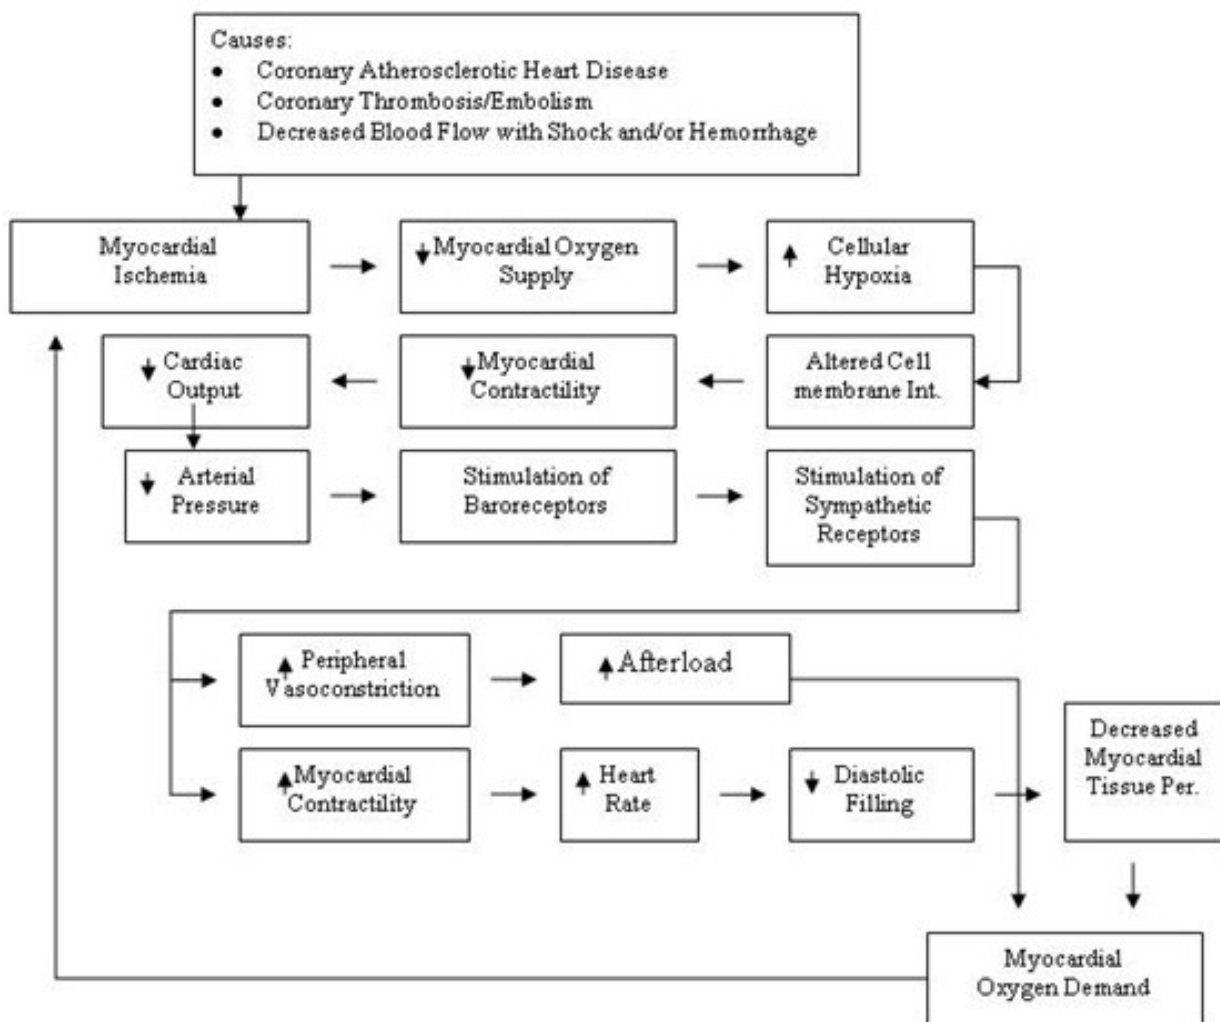 Causes:
● Coronary Atherosclerotic Heart Disease
● Coronary Thrombosis/Embolism
● Decreased Blood Flow with Shock and/or Hemorrhage
Myocardial
Ischemia
Myocardial Oxygen
Supply
Cellular
Hypoxia
Cardiac
Output
Myocardial
Contractility
Altered Cell
membrane Int.
Arterial
Pressure
Stimulation of
Baroreceptors
Stimulation of
Sympathetic
Receptors
Peripheral
Vasoconstriction
Afterload
Decreased
Myocardial
Tissue Per.
Myocardial
Contractility
Heart
Rate
Diastolic
Filling
Myocardial
Oxygen Demand